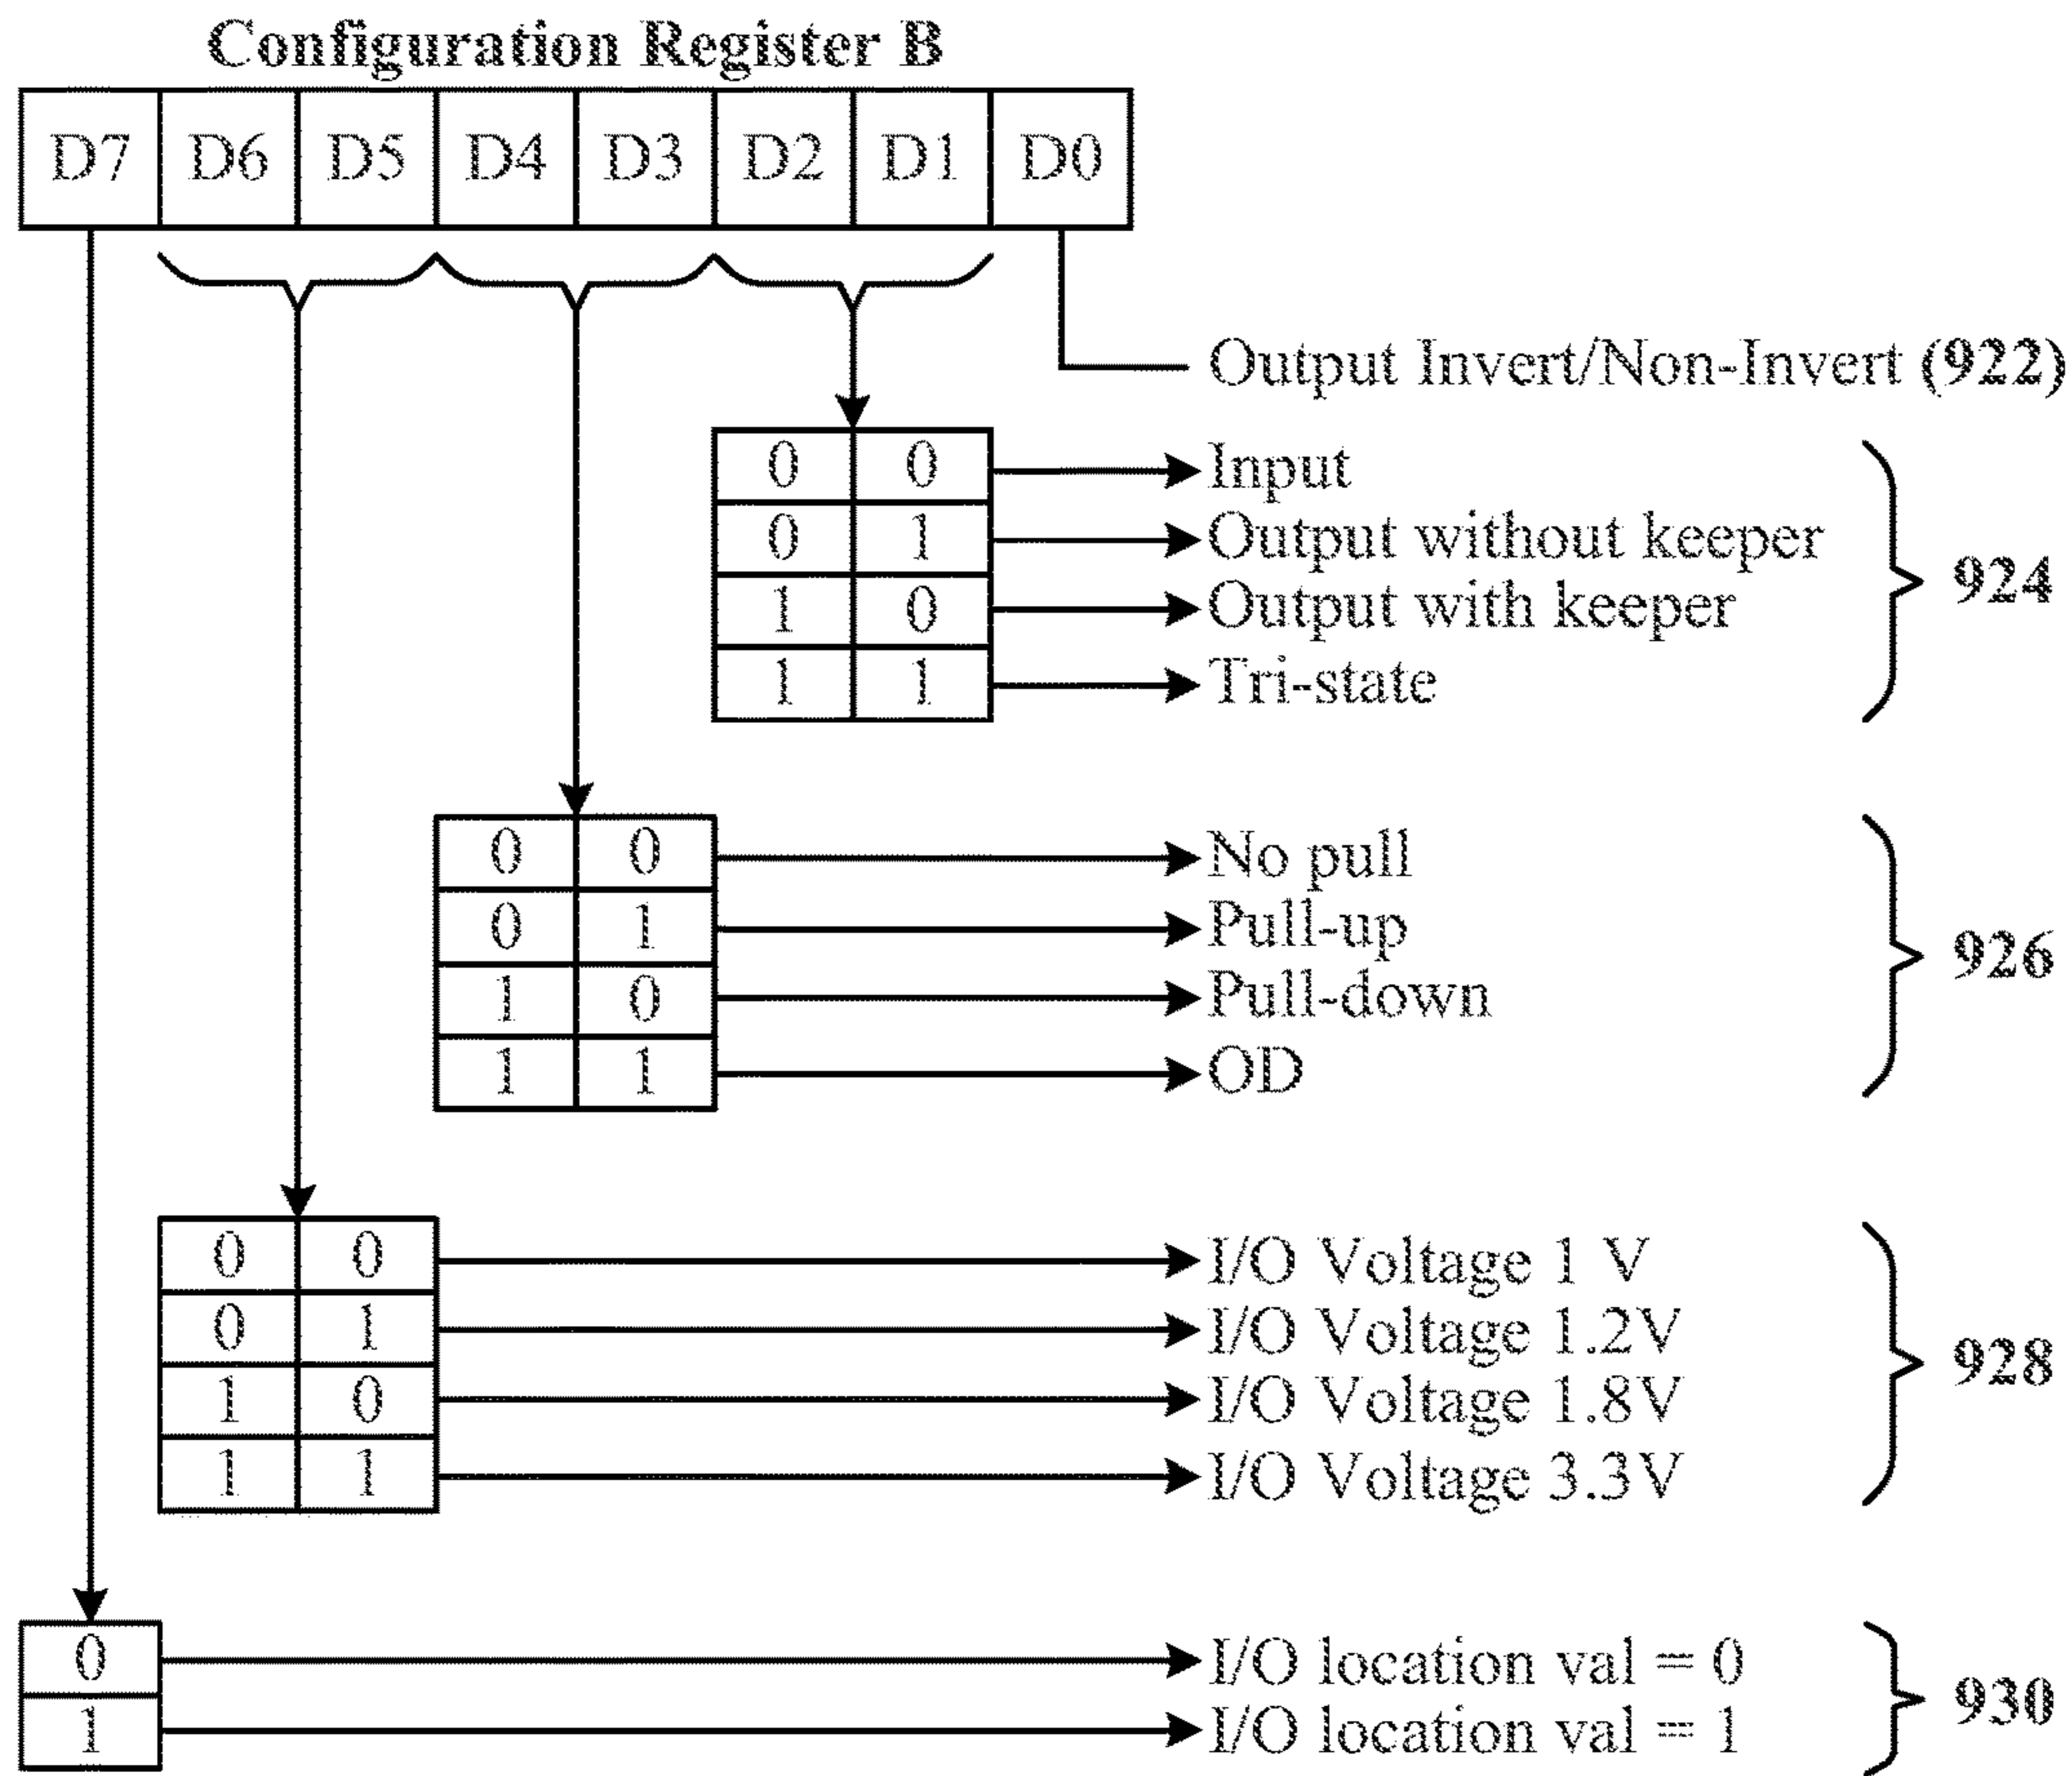 Configuration Register B
D7 D6 D5 D4 D3 D2 D1 D0
Output Invert/Non-Invert (922)
0 0 Input
0 1 Output without keeper
1 0 Output with keeper
1 1 Tri-state
924
0 0 No pull
0 1 Pull-up
1 0 Pull-down
1 1 OD
926
0 0 I/O Voltage 1 V
0 1 I/O Voltage 1.2V
1 0 I/O Voltage 1.8V
1 1 I/O Voltage 3.3V
928
0 I/O location val = 0
1 I/O location val = 1
930